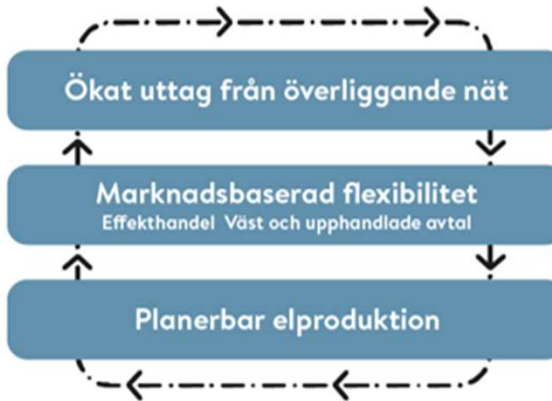 Ökat uttag från överliggande nät
Marknadsbaserad flexibilitet
Effekthandel Väst och upphandlade avtal
Planerbar elproduktion